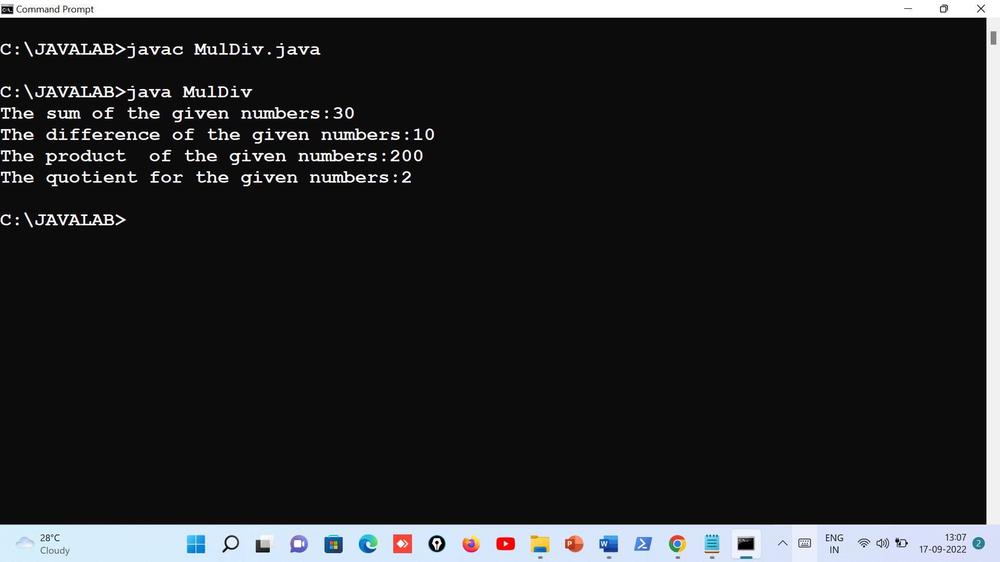 Command Prompt
C:\JAVALAB>javac MulDiv.java
C:\JAVALAB>java MulDiv
The sum of the given numbers:30
The difference of the given numbers:10
The product  of the given numbers:200
The quotient for the given numbers:2
C:\JAVALAB>
28°C
Cloudy
ENG
IN
13:07
17-09-2022
2